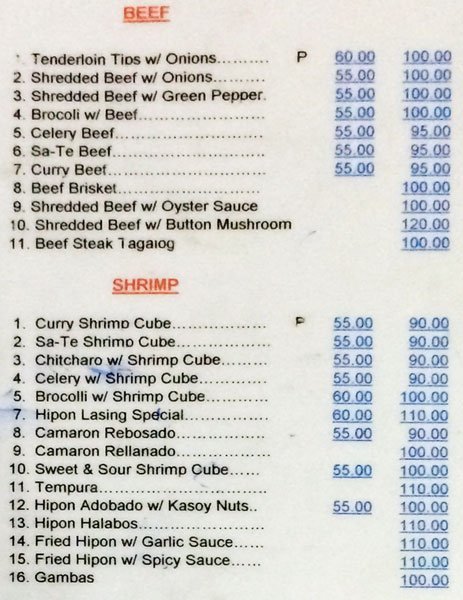 BEEF
Tenderloin Tips w/ Onions.......... P 60.00 100.00
2. Shredded Beef w/ Onions.......... 55.00 100.00
3. Shredded Beef w/ Green Pepper. 55.00 100.00
4. Brocoli w/ Beef........................ 55.00 100.00
5. Celery Beef............................ 55.00 95.00
6. Sa-Te Beef............................ 55.00 95.00
7. Curry Beef............................. 55.00 95.00
8. Beef Brisket........................... 100.00
9. Shredded Beef w/ Oyster Sauce 100.00
10. Shredded Beef w/ Button Mushroom 120.00
11. Beef Steak Tagalog 100.00
SHRIMP
1. Curry Shrimp Cube.................. P 55.00 90.00
2. Sa-Te Shrimp Cube................. 55.00 90.00
3. Chitcharo w/ Shrimp Cube......... 55.00 90.00
4. Celery w/ Shrimp Cube............. 55.00 90.00
5. Brocolli w/ Shrimp Cube............ 60.00 100.00
7. Hipon Lasing Special................ 60.00 110.00
8. Camaron Rebosado................. 55.00 90.00
9. Camaron Rellanado................. 100.00
10. Sweet & Sour Shrimp Cube...... 55.00 100.00
11. Tempura............................... 110.00
12. Hipon Adobado w/ Kasoy Nuts.. 55.00 100.00
13. Hipon Halabos...................... 110.00
14. Fried Hipon w/ Garlic Sauce...... 110.00
15. Fried Hipon w/ Spicy Sauce...... 110.00
16. Gambas 100.00